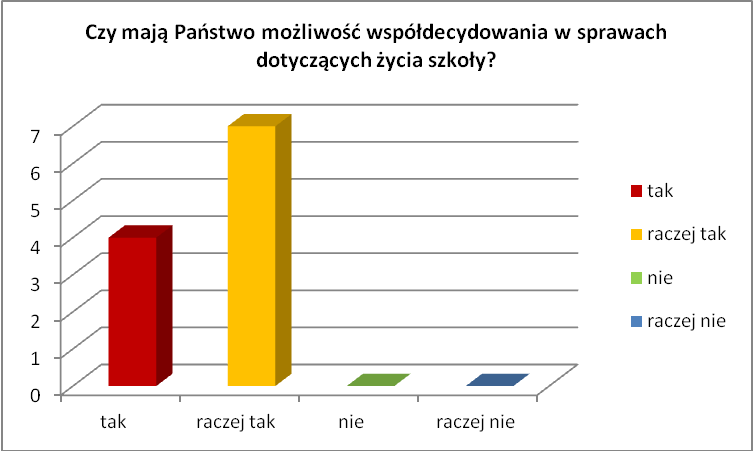 Czy mają Państwo możliwość współdecydowania w sprawach
dotyczących życia szkoły?
7
6
5
4
3
2
1
0
tak
raczej tak
nie
raczej nie
tak
raczej tak
nie
raczej nie